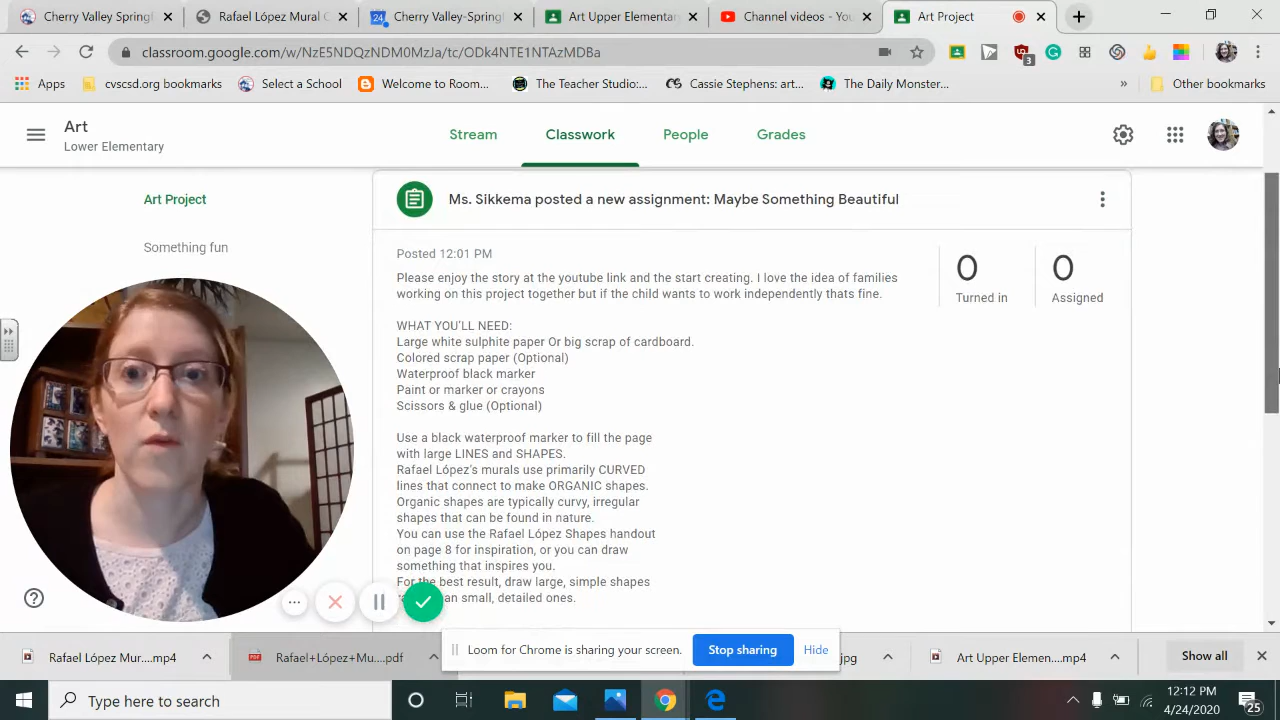 Cherry Valley Spring
Rafael López Mural C
24
Cherry Valley Spring
Art Upper Elementar
Channel videos - You
Art Project
classroom.google.com/w/NzE5NDQzNDM0MzJa/tc/ODk4NTE1NTAzMDBa
3
Apps
cvscsd.org bookmarks
Select a School
Welcome to Room...
The Teacher Studio:...
CS
Cassie Stephens: art...
The Daily Monster...
»
Other bookmarks
Art
Lower Elementary
Stream
Classwork
People
Grades
Art Project
Something fun
Ms. Sikkema posted a new assignment: Maybe Something Beautiful
Posted 12:01 PM
0
Turned in
0
Assigned
Please enjoy the story at the youtube link and the start creating. I love the idea of families
working on this project together but if the child wants to work independently thats fine.
WHAT YOU'LL NEED:
Large white sulphite paper Or big scrap of cardboard.
Colored scrap paper (Optional)
Waterproof black marker
Paint or marker or crayons
Scissors & glue (Optional)
Use a black waterproof marker to fill the page
with large LINES and SHAPES.
Rafael López's murals use primarily CURVED
lines that connect to make ORGANIC shapes.
Organic shapes are typically curvy, irregular
shapes that can be found in nature.
You can use the Rafael López Shapes handout
on page 8 for inspiration, or you can draw
something that inspires you.
For the best result, draw large, simple shapes
small, detailed ones.
Loom for Chrome is sharing your screen.
Stop sharing
Hide
Rafael López Mur....mp4
PDF
Rafael+López+Mu....pdf
jpg
Art Upper Elemen....mp4
Show all
Type here to search
12:12 PM
4/24/2020
25